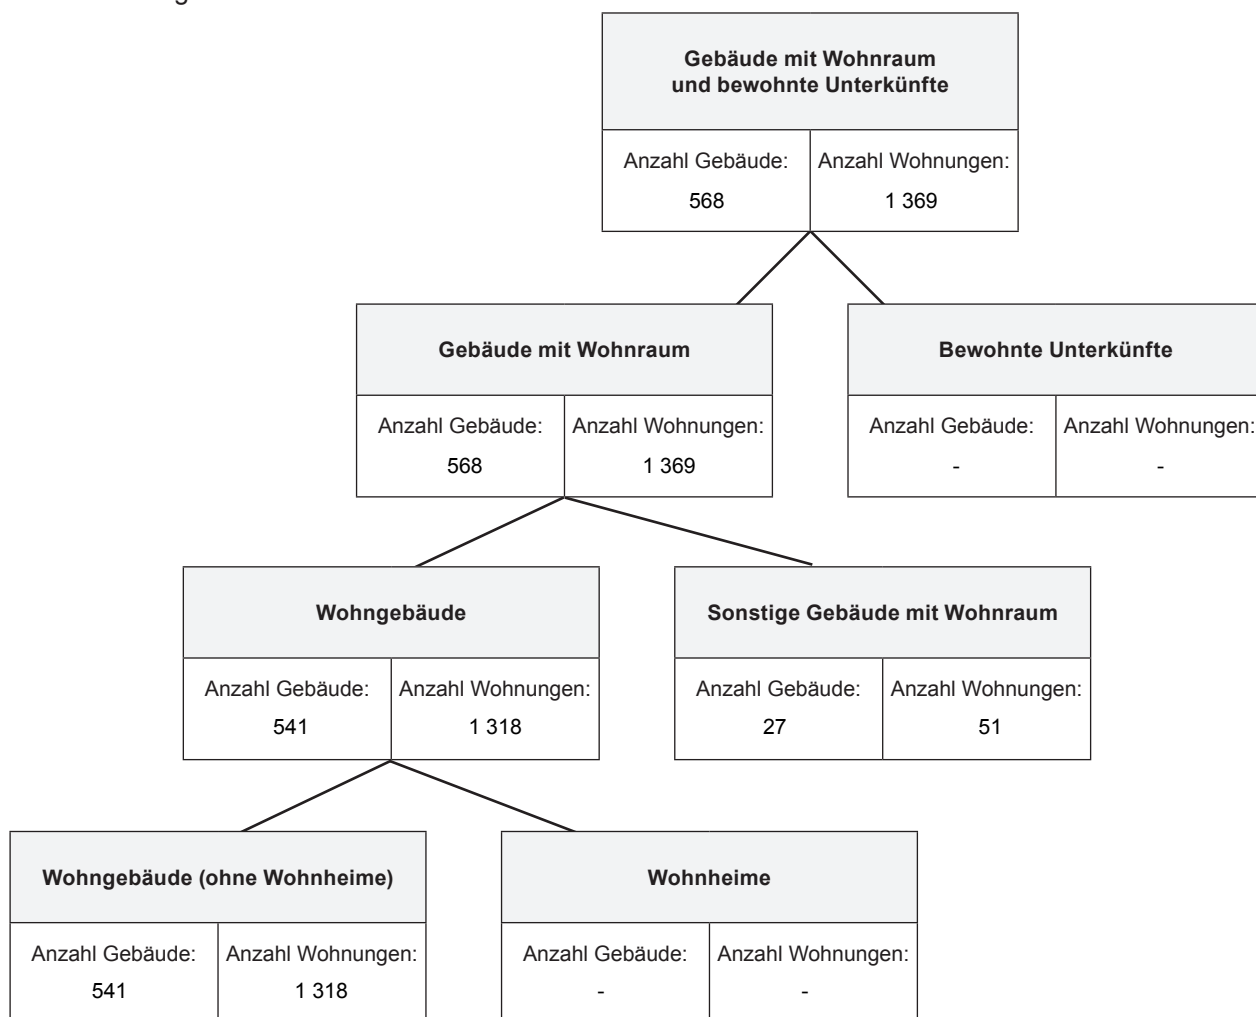 Gebäude mit Wohnraum
und bewohnte Unterkünfte
Anzahl Gebäude: Anzahl Wohnungen:
568 1 369
Gebäude mit Wohnraum Bewohnte Unterkünfte
Anzahl Gebäude: Anzahl Wohnungen: Anzahl Gebäude: Anzahl Wohnungen:
568 1 369 - -
Wohngebäude Sonstige Gebäude mit Wohnraum
Anzahl Gebäude: Anzahl Wohnungen: Anzahl Gebäude: Anzahl Wohnungen:
541 1 318 27 51
Wohngebäude (ohne Wohnheime) Wohnheime
Anzahl Gebäude: Anzahl Wohnungen: Anzahl Gebäude: Anzahl Wohnungen:
541 1 318 - -